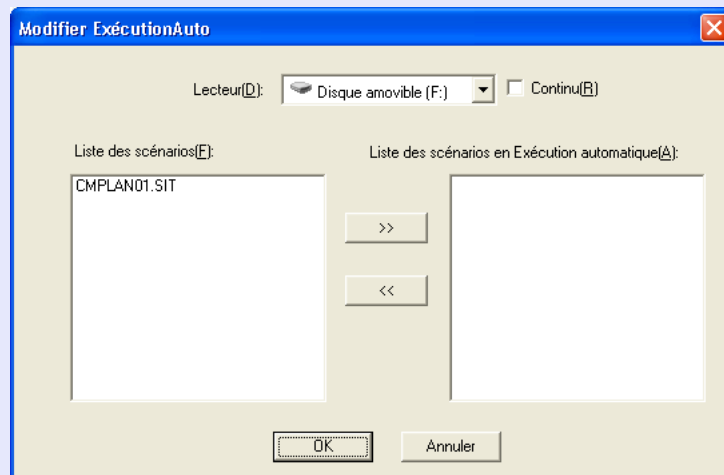 Modifier ExécutionAuto
Lecteur(D): Disque amovible (F:) Continu(R)
Liste des scénarios(F): Liste des scénarios en Exécution automatique(A):
CMPLAN01.SIT
>>
<<
OK Annuler